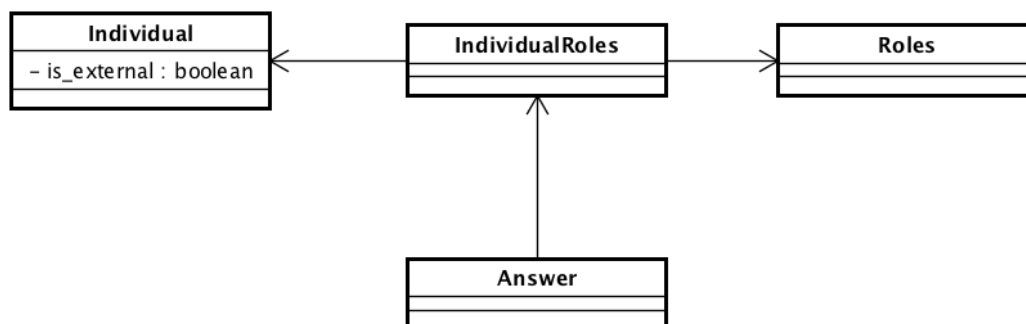 Individual
– is_external : boolean
IndividualRoles
Roles
Answer